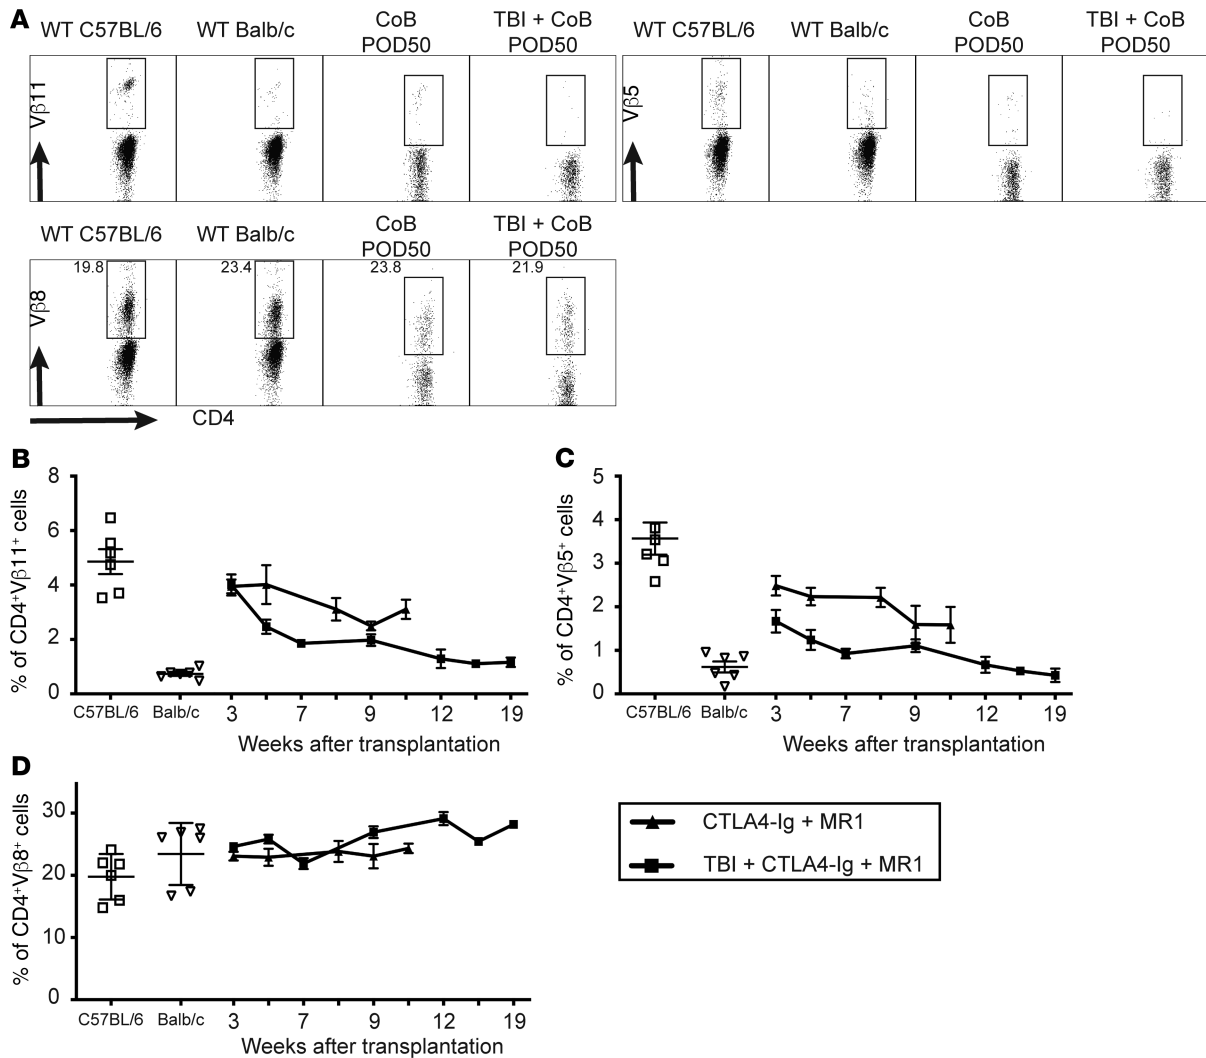 A
WT C57BL/6 WT Balb/c CoB POD50 TBI + CoB POD50 WT C57BL/6 WT Balb/c CoB POD50 TBI + CoB POD50
Vβ11
Vβ5
WT C57BL/6 WT Balb/c CoB POD50 TBI + CoB POD50
19.8 23.4 23.8 21.9
Vβ8
CD4
B
% of CD4⁺Vβ11⁺ cells
8
6
4
2
0
C57BL/6 Balb/c 3 7 9 12 19
Weeks after transplantation
C
% of CD4⁺Vβ5⁺ cells
5
4
3
2
1
0
C57BL/6 Balb/c 3 7 9 12 19
Weeks after transplantation
D
% of CD4⁺Vβ8⁺ cells
30
20
10
0
C57BL/6 Balb/c 3 7 9 12 19
Weeks after transplantation
CTLA4-Ig + MR1
TBI + CTLA4-Ig + MR1